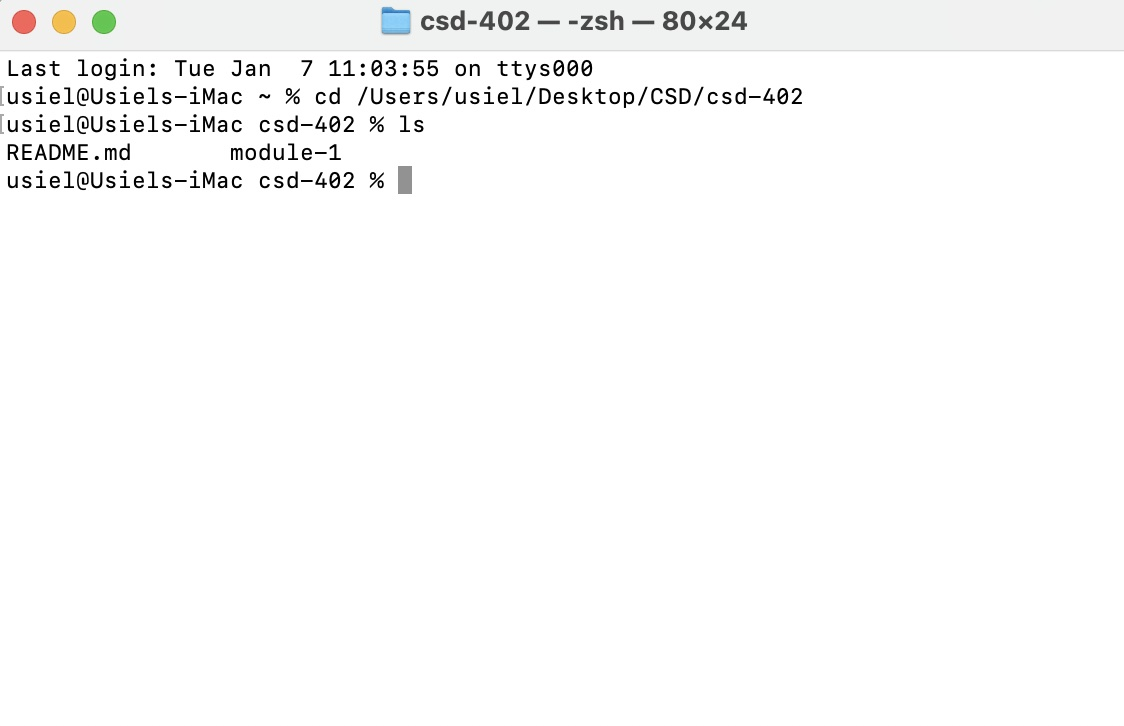 csd-402 — -zsh — 80×24
Last login: Tue Jan  7 11:03:55 on ttys000
usiel@Usiels-iMac ~ % cd /Users/usiel/Desktop/CSD/csd-402
usiel@Usiels-iMac csd-402 % ls
README.md       module-1
usiel@Usiels-iMac csd-402 %